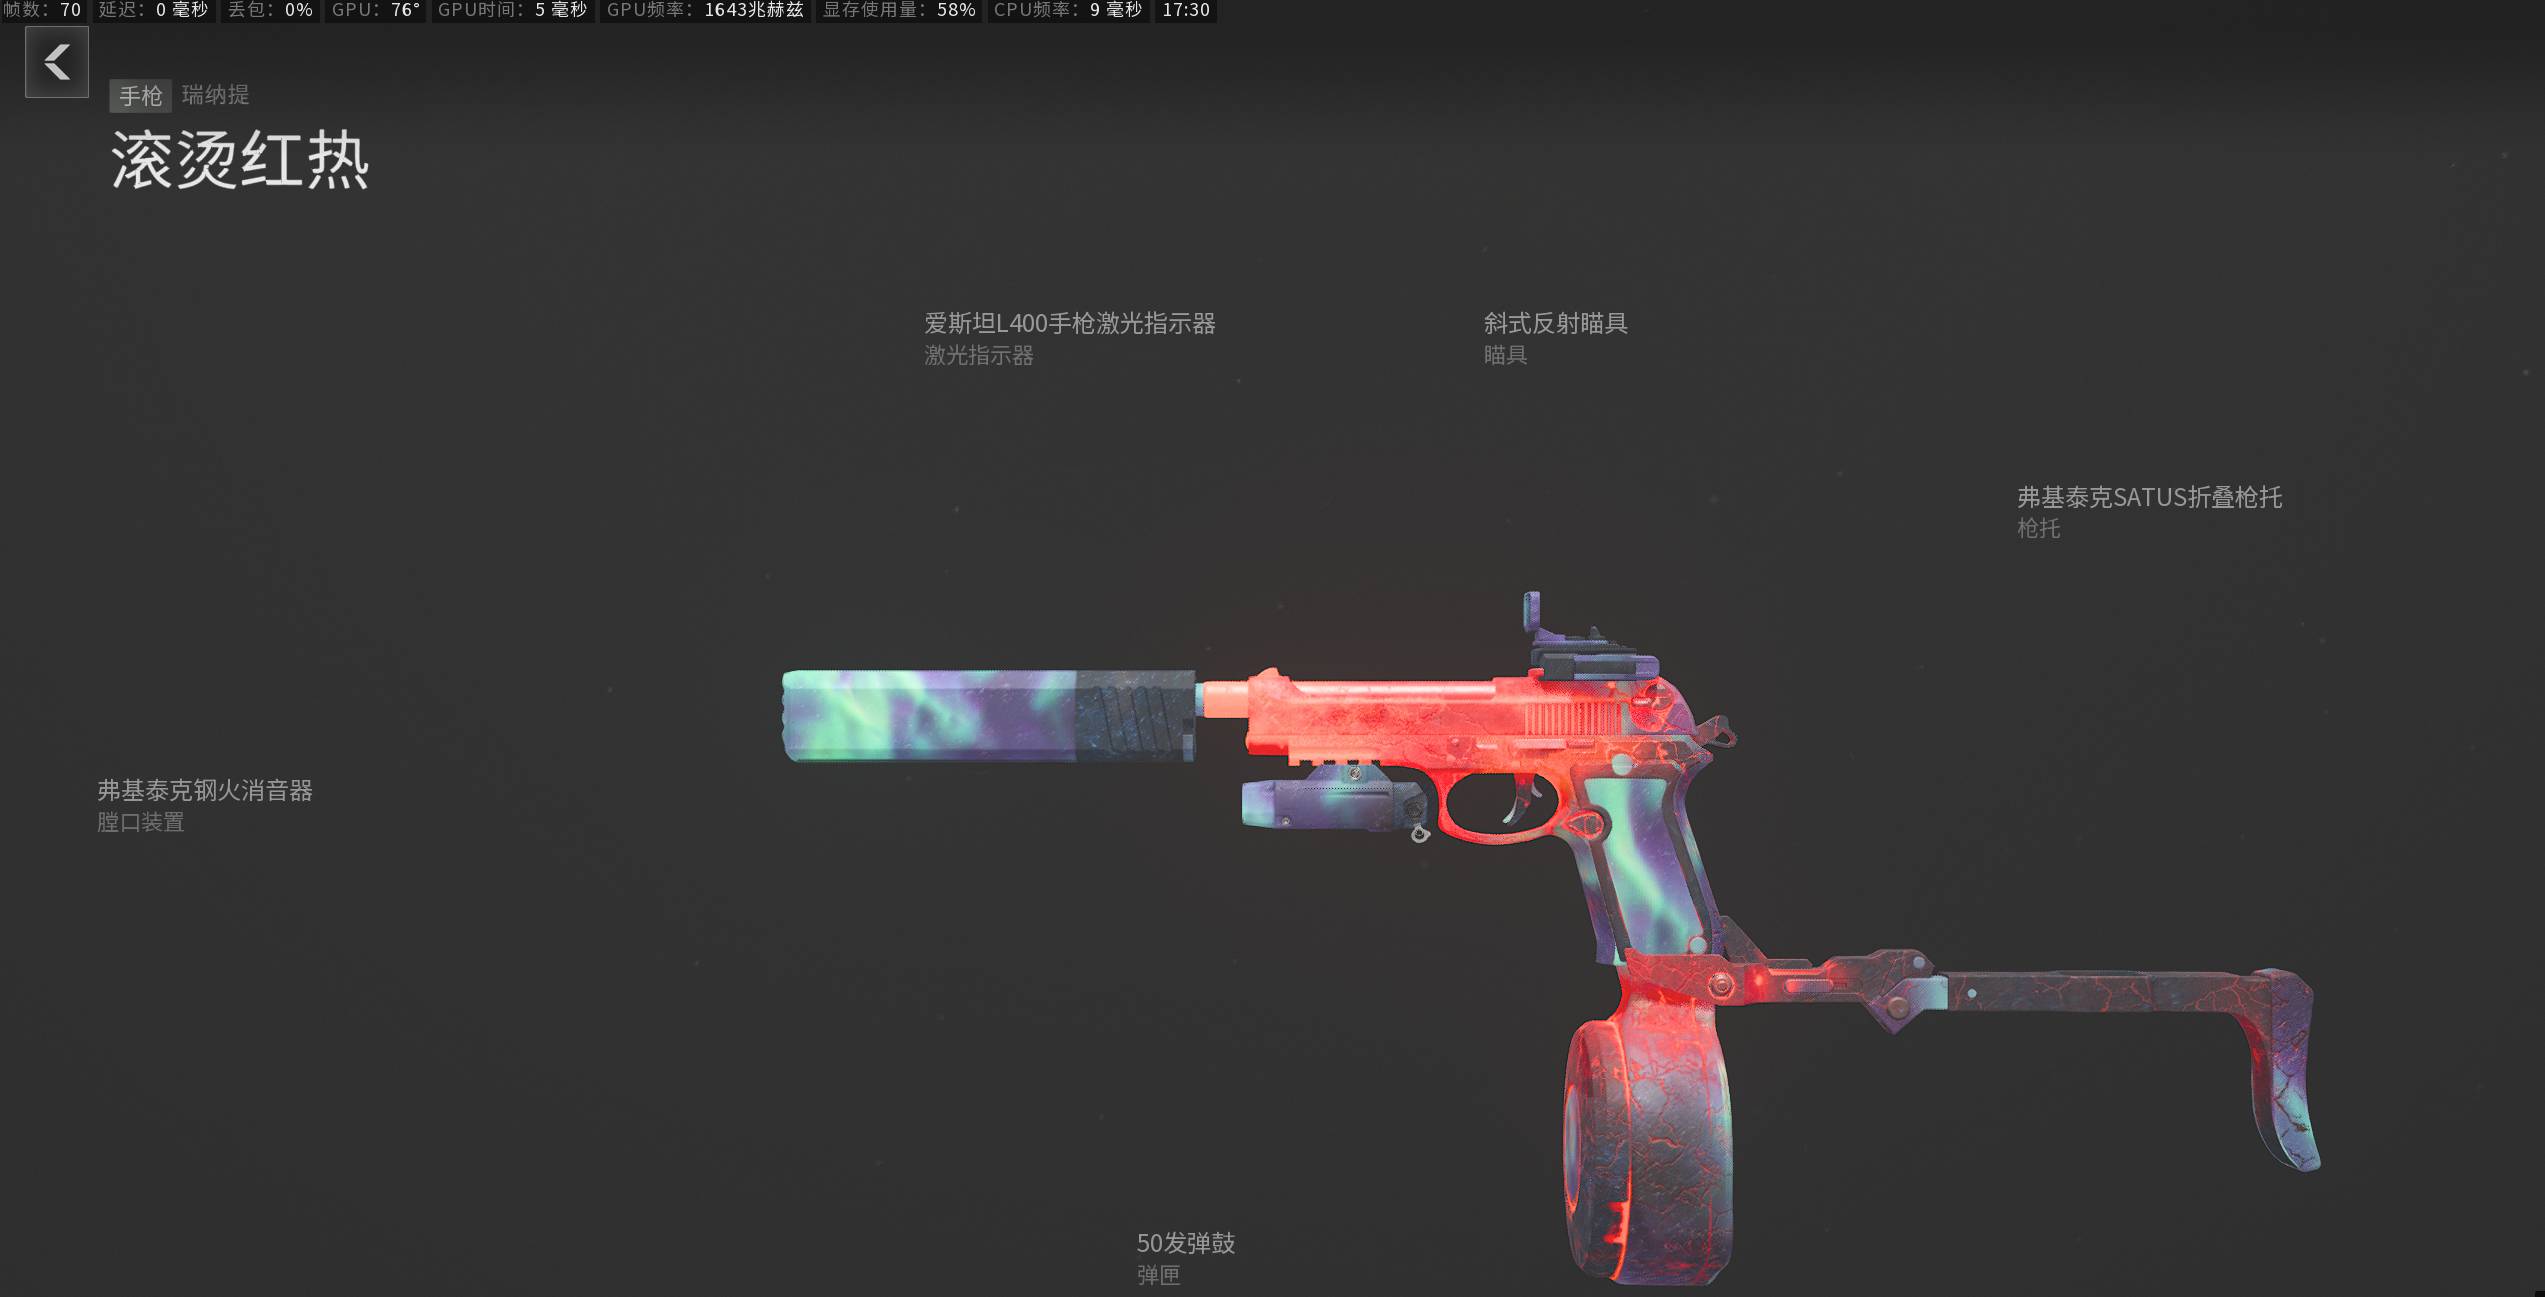 帧数：70 延迟：0 毫秒 丢包：0% GPU：76° GPU时间：5 毫秒 GPU频率：1643兆赫兹 显存使用量：58% CPU频率：9 毫秒 17:30
手枪 瑞纳提
滚烫红热
爱斯坦L400手枪激光指示器
激光指示器
斜式反射瞄具
瞄具
弗基泰克SATUS折叠枪托
枪托
弗基泰克钢火消音器
膛口装置
50发弹鼓
弹匣